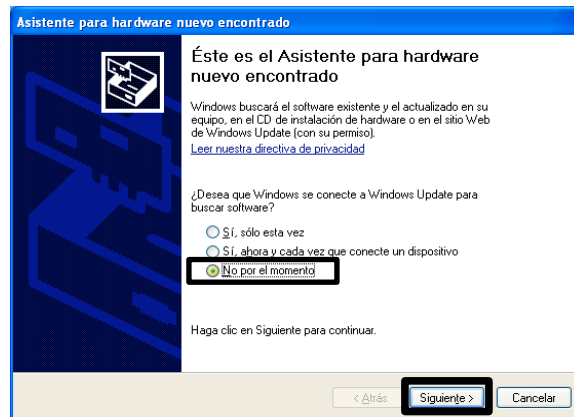 Asistente para hardware nuevo encontrado
Éste es el Asistente para hardware
nuevo encontrado
Windows buscará el software existente y el actualizado en su
equipo, en el CD de instalación de hardware o en el sitio Web
de Windows Update (con su permiso).
Leer nuestra directiva de privacidad
¿Desea que Windows se conecte a Windows Update para
buscar software?
Sí, sólo esta vez
Sí, ahora y cada vez que conecte un dispositivo
No por el momento
Haga clic en Siguiente para continuar.
< Atrás Siguiente > Cancelar